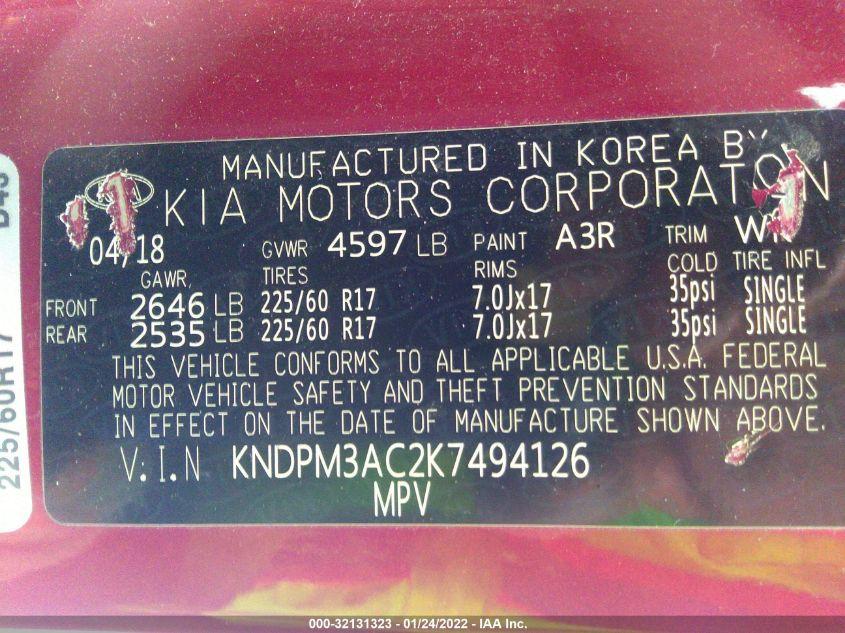 MANUFACTURED IN KOREA BY
KIA MOTORS CORPORATION
04/18 GVWR 4597 LB PAINT A3R TRIM
GAWR, TIRES RIMS COLD TIRE INFL
FRONT 2646 LB 225/60 R17 7.0Jx17 35psi SINGLE
REAR 2535 LB 225/60 R17 7.0Jx17 35psi SINGLE
THIS VEHICLE CONFORMS TO ALL APPLICABLE U.S.A. FEDERAL
MOTOR VEHICLE SAFETY AND THEFT PREVENTION STANDARDS
IN EFFECT ON THE DATE OF MANUFACTURE SHOWN ABOVE.
V.I.N KNDPM3AC2K7494126
MPV
225/60R17
000-32131323 - 01/24/2022 - IAA Inc.